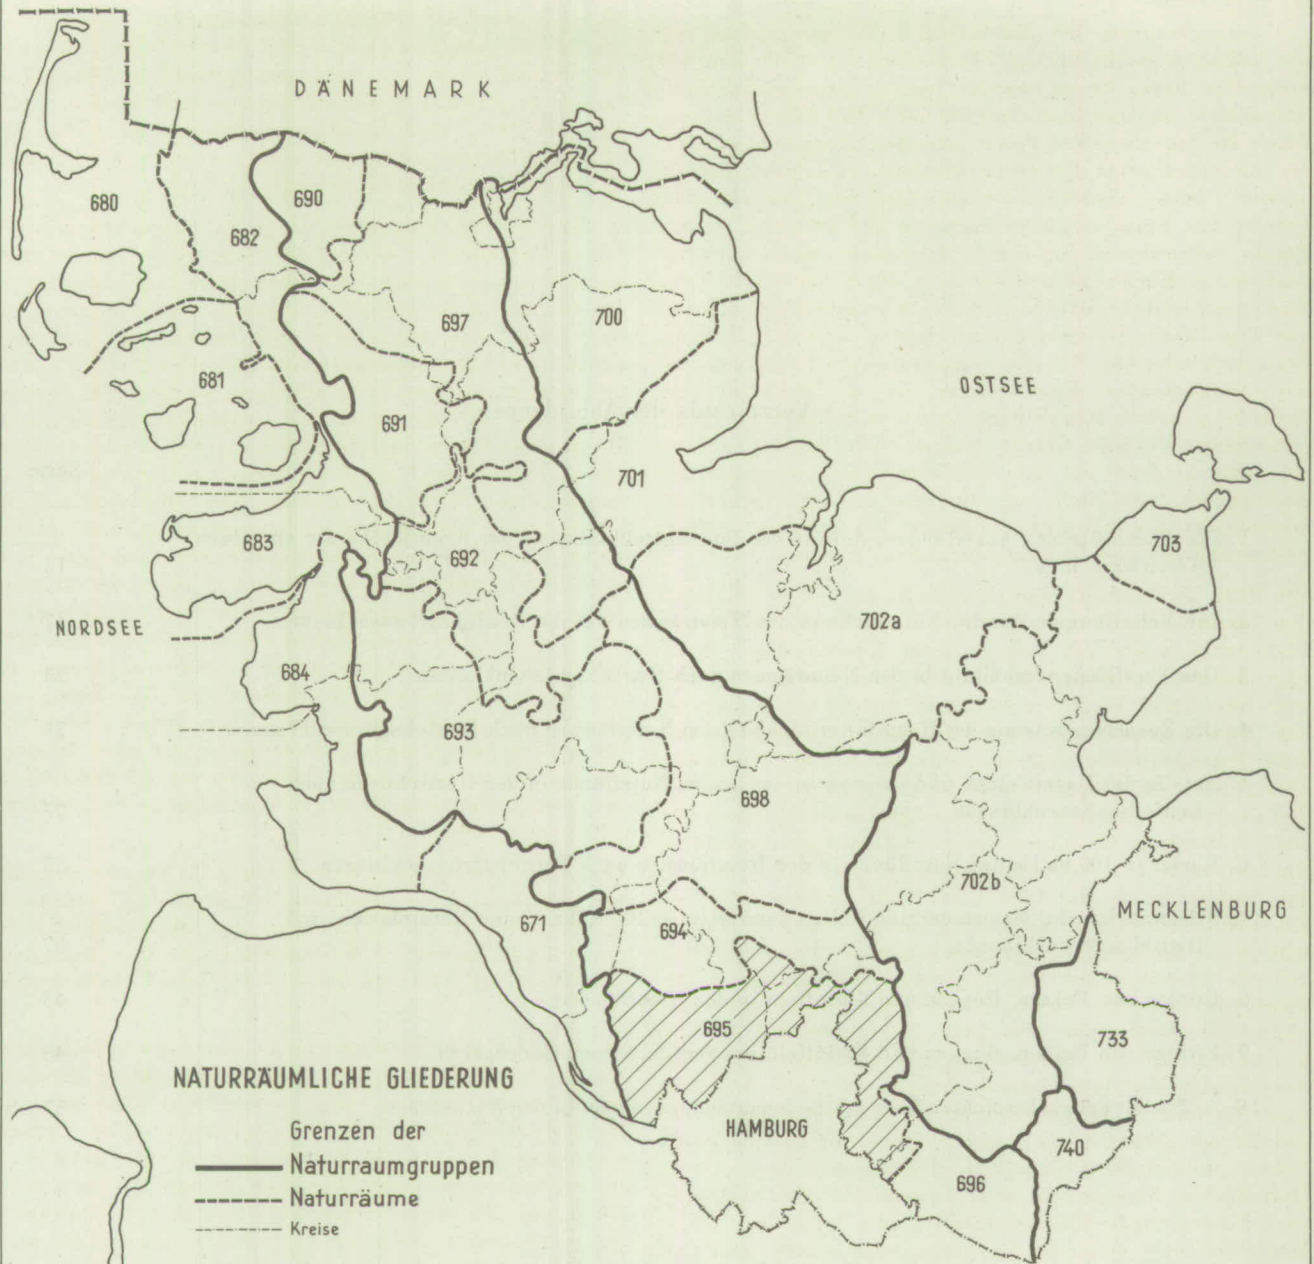 DÄNEMARK
680
690
682
697
700
681
OSTSEE
691
701
683
692
703
NORDSEE
702a
684
693
698
702b
MECKLENBURG
671
694
695
733
NATURRÄUMLICHE GLIEDERUNG
HAMBURG
Grenzen der
740
Naturraumgruppen
696
Naturräume
Kreise